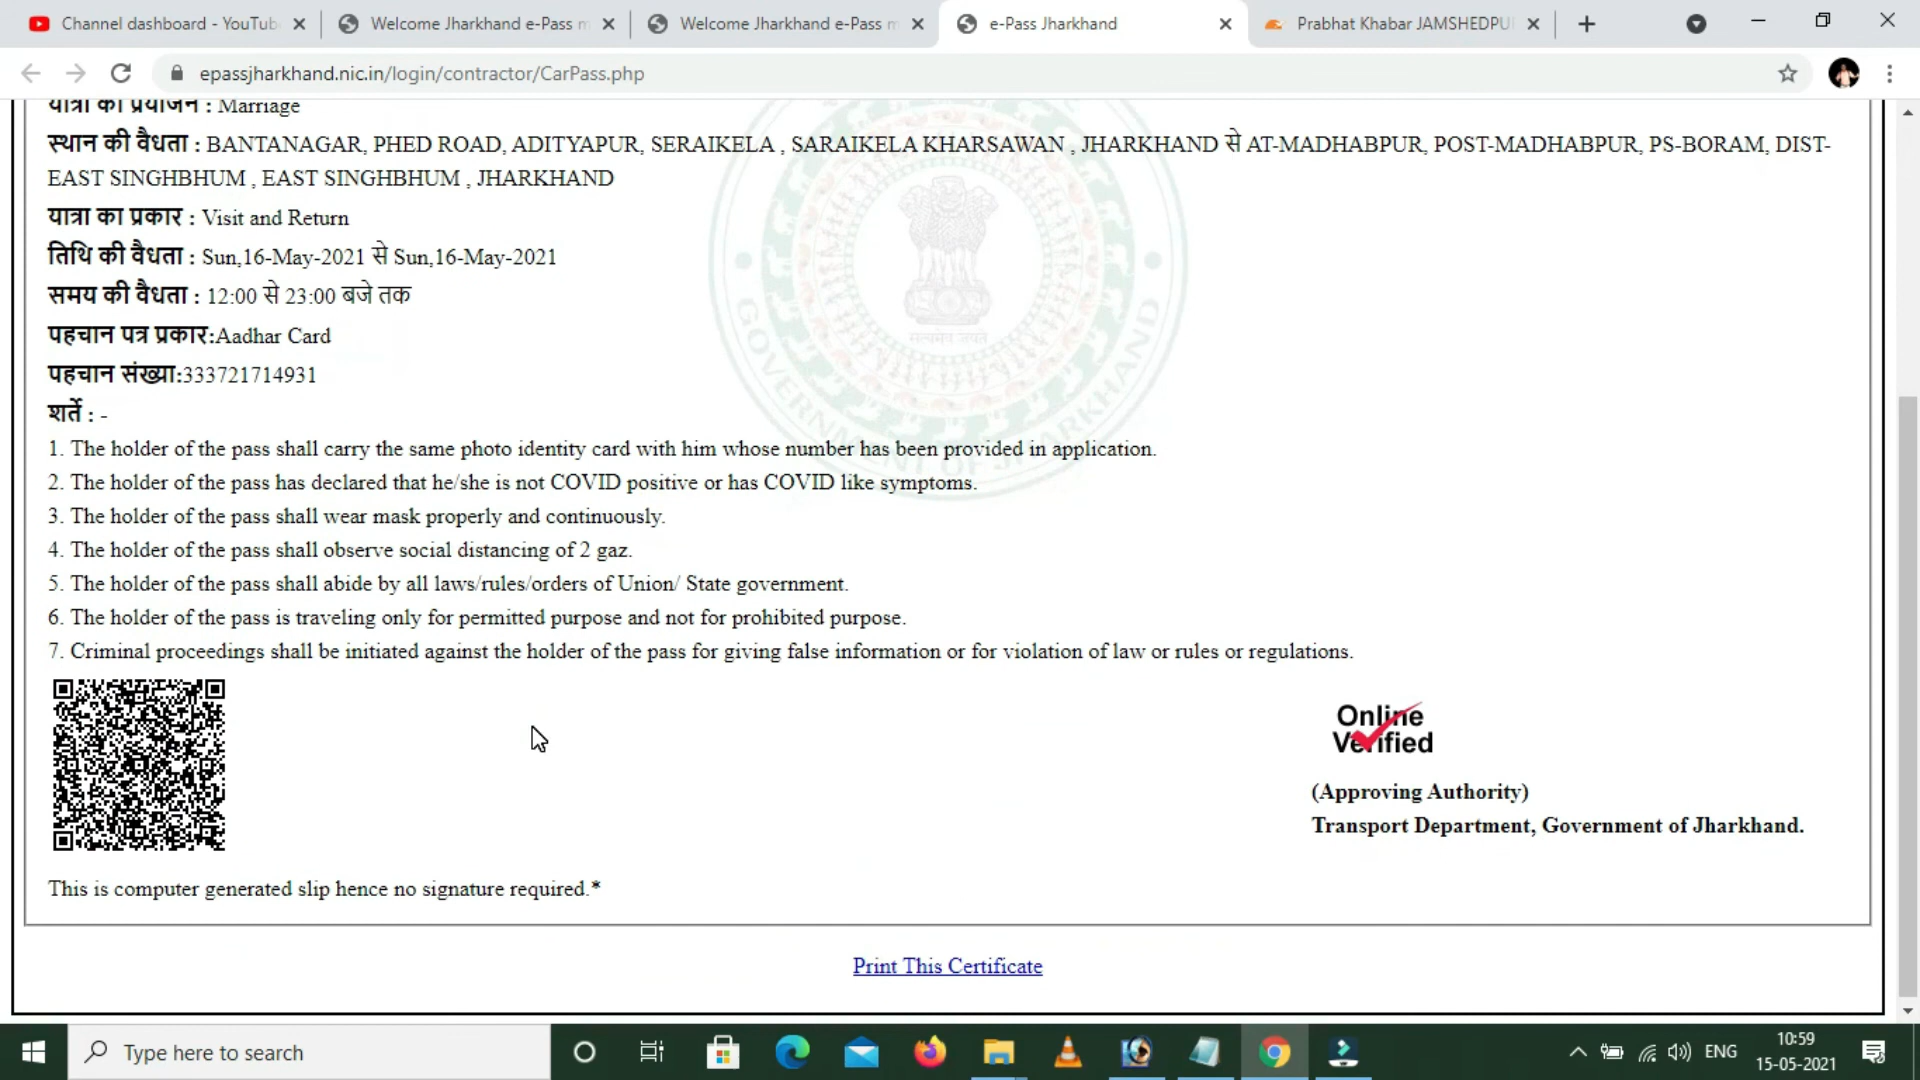 Channel dashboard - YouTub
Welcome Jharkhand e-Pass m
Welcome Jharkhand e-Pass m
e-Pass Jharkhand
Prabhat Khabar JAMSHEDPU
epassjharkhand.nic.in/login/contractor/CarPass.php
यात्रा का प्रयोजन : Marriage
स्थान की वैधता : BANTANAGAR, PHED ROAD, ADITYAPUR, SERAIKELA , SARAIKELA KHARSAWAN , JHARKHAND से AT-MADHABPUR, POST-MADHABPUR, PS-BORAM, DIST-
EAST SINGHBHUM , EAST SINGHBHUM , JHARKHAND
यात्रा का प्रकार : Visit and Return
तिथि की वैधता : Sun,16-May-2021 से Sun,16-May-2021
समय की वैधता : 12:00 से 23:00 बजे तक
पहचान पत्र प्रकार:Aadhar Card
पहचान संख्या:333721714931
शर्ते : -
1. The holder of the pass shall carry the same photo identity card with him whose number has been provided in application.
2. The holder of the pass has declared that he/she is not COVID positive or has COVID like symptoms.
3. The holder of the pass shall wear mask properly and continuously.
4. The holder of the pass shall observe social distancing of 2 gaz.
5. The holder of the pass shall abide by all laws/rules/orders of Union/ State government.
6. The holder of the pass is traveling only for permitted purpose and not for prohibited purpose.
7. Criminal proceedings shall be initiated against the holder of the pass for giving false information or for violation of law or rules or regulations.
GOVERNMENT OF JHARKHAND
सत्यमेव जयते
Online
Verified
(Approving Authority)
Transport Department, Government of Jharkhand.
This is computer generated slip hence no signature required.*
Print This Certificate
Type here to search
ENG
10:59
15-05-2021